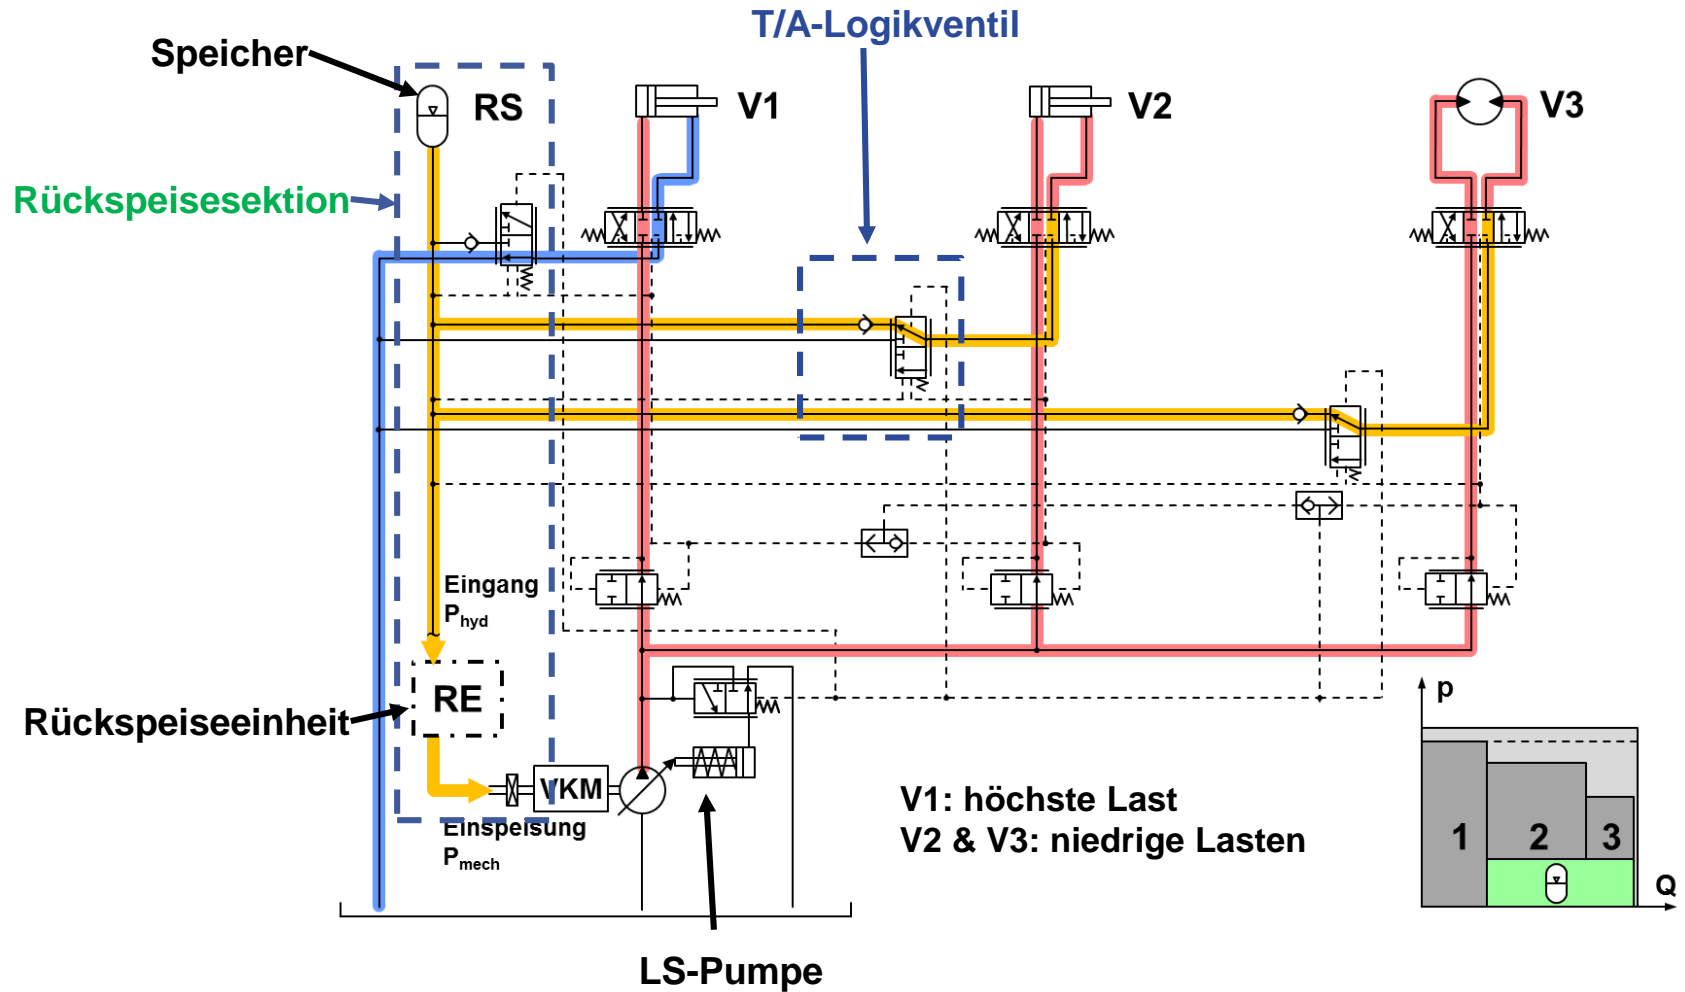 T/A-Logikventil
Speicher
RS
V1
V2
V3
Rückspeisesektion
Eingang
Phyd
RE
Rückspeiseeinheit
VKM
Einspeisung
Pmech
LS-Pumpe
V1: höchste Last
V2 & V3: niedrige Lasten
p
1
2
3
Q